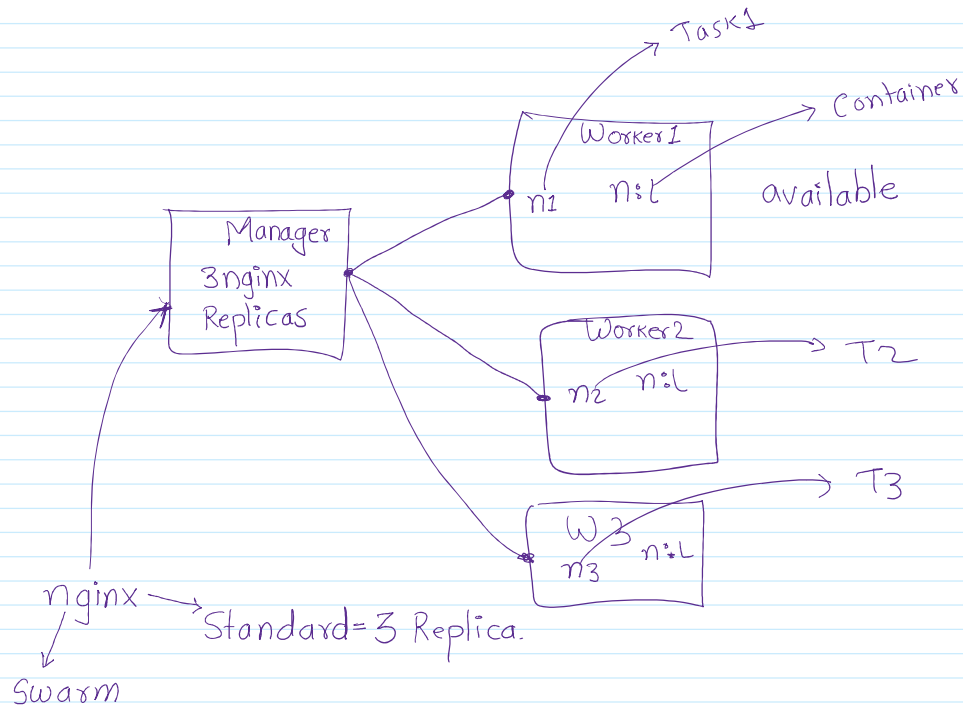 Task1
Container
Worker1
n1 n:L
available
Manager
3nginx
Replicas
Worker2
n2 n:L
T2
T3
W3
n3 n:L
nginx
Standard=3 Replica.
Swarm